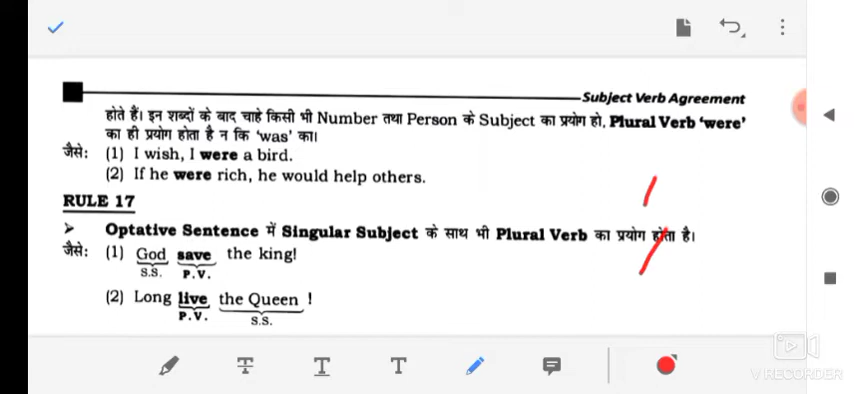 Subject Verb Agreement
होते हैं। इन शब्दों के बाद चाहे किसी भी Number तथा Person के Subject का प्रयोग हो, Plural Verb ‘were’
का ही प्रयोग होता है न कि ‘was’ का।
जैसे: (1) I wish, I were a bird.
(2) If he were rich, he would help others.
RULE 17
➤ Optative Sentence में Singular Subject के साथ भी Plural Verb का प्रयोग होता है।
जैसे: (1) God save the king!
S.S. P.V.
(2) Long live the Queen !
P.V. S.S.
T T T
V RECORDER